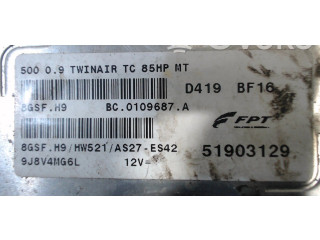 500 0.9 TWINAIR TC 85HP MT
D419 BF16
8GSF.H9 BC.0109687.A
FPT
8GSF.H9/HW521/AS27-ES42
51903129
9J8V4MG6L 12V=